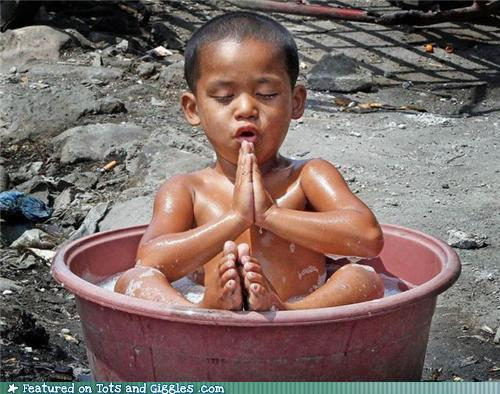 ★ Featured on Tots and Giggles .com